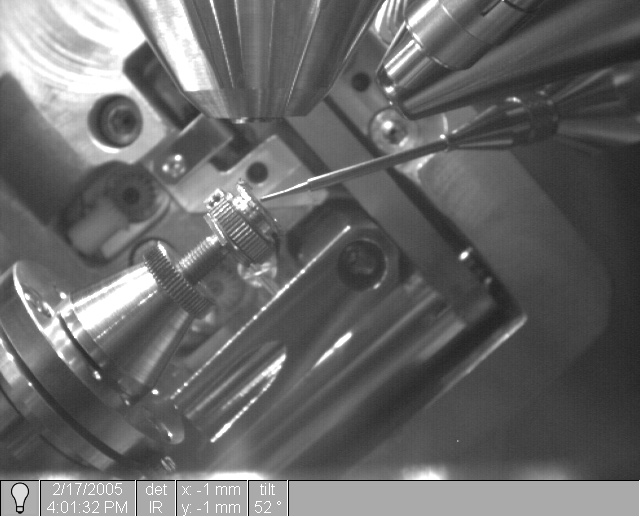 2/17/2005 det x: -1 mm tilt
4:01:32 PM IR y: -1 mm 52 °